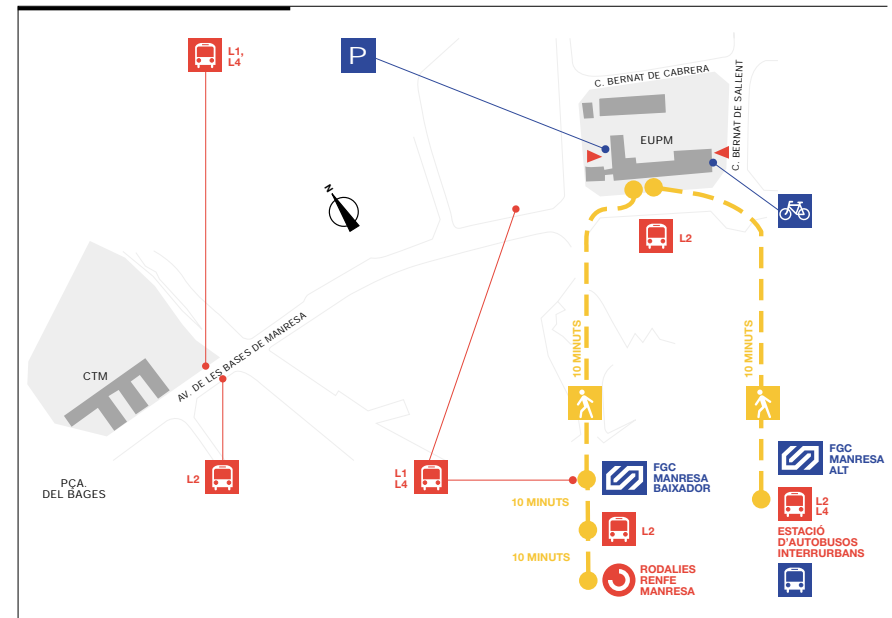 L1,
L4
P
C. BERNAT DE CABRERA
C. BERNAT DE SALLENT
EUPM
N
L2
AV. DE LES BASES DE MANRESA
CTM
10 MINUTS
10 MINUTS
PÇA.
DEL BAGES
L2
L1
L4
FGC
MANRESA
BAIXADOR
FGC
MANRESA
ALT
10 MINUTS
L2
L2
L4
10 MINUTS
RODALIES
RENFE
MANRESA
ESTACIÓ
D'AUTOBUSOS
INTERRURBANS